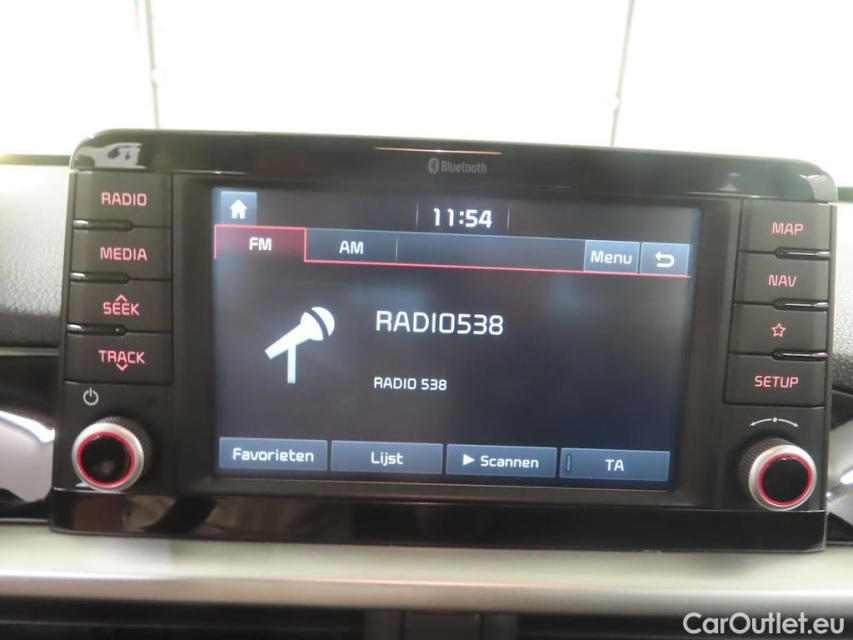 Bluetooth
RADIO
MEDIA
SEEK
TRACK
11:54
FM
AM
Menu
RADIO538
RADIO 538
Favorieten
Lijst
Scannen
TA
MAP
NAV
SETUP
CarOutlet.eu